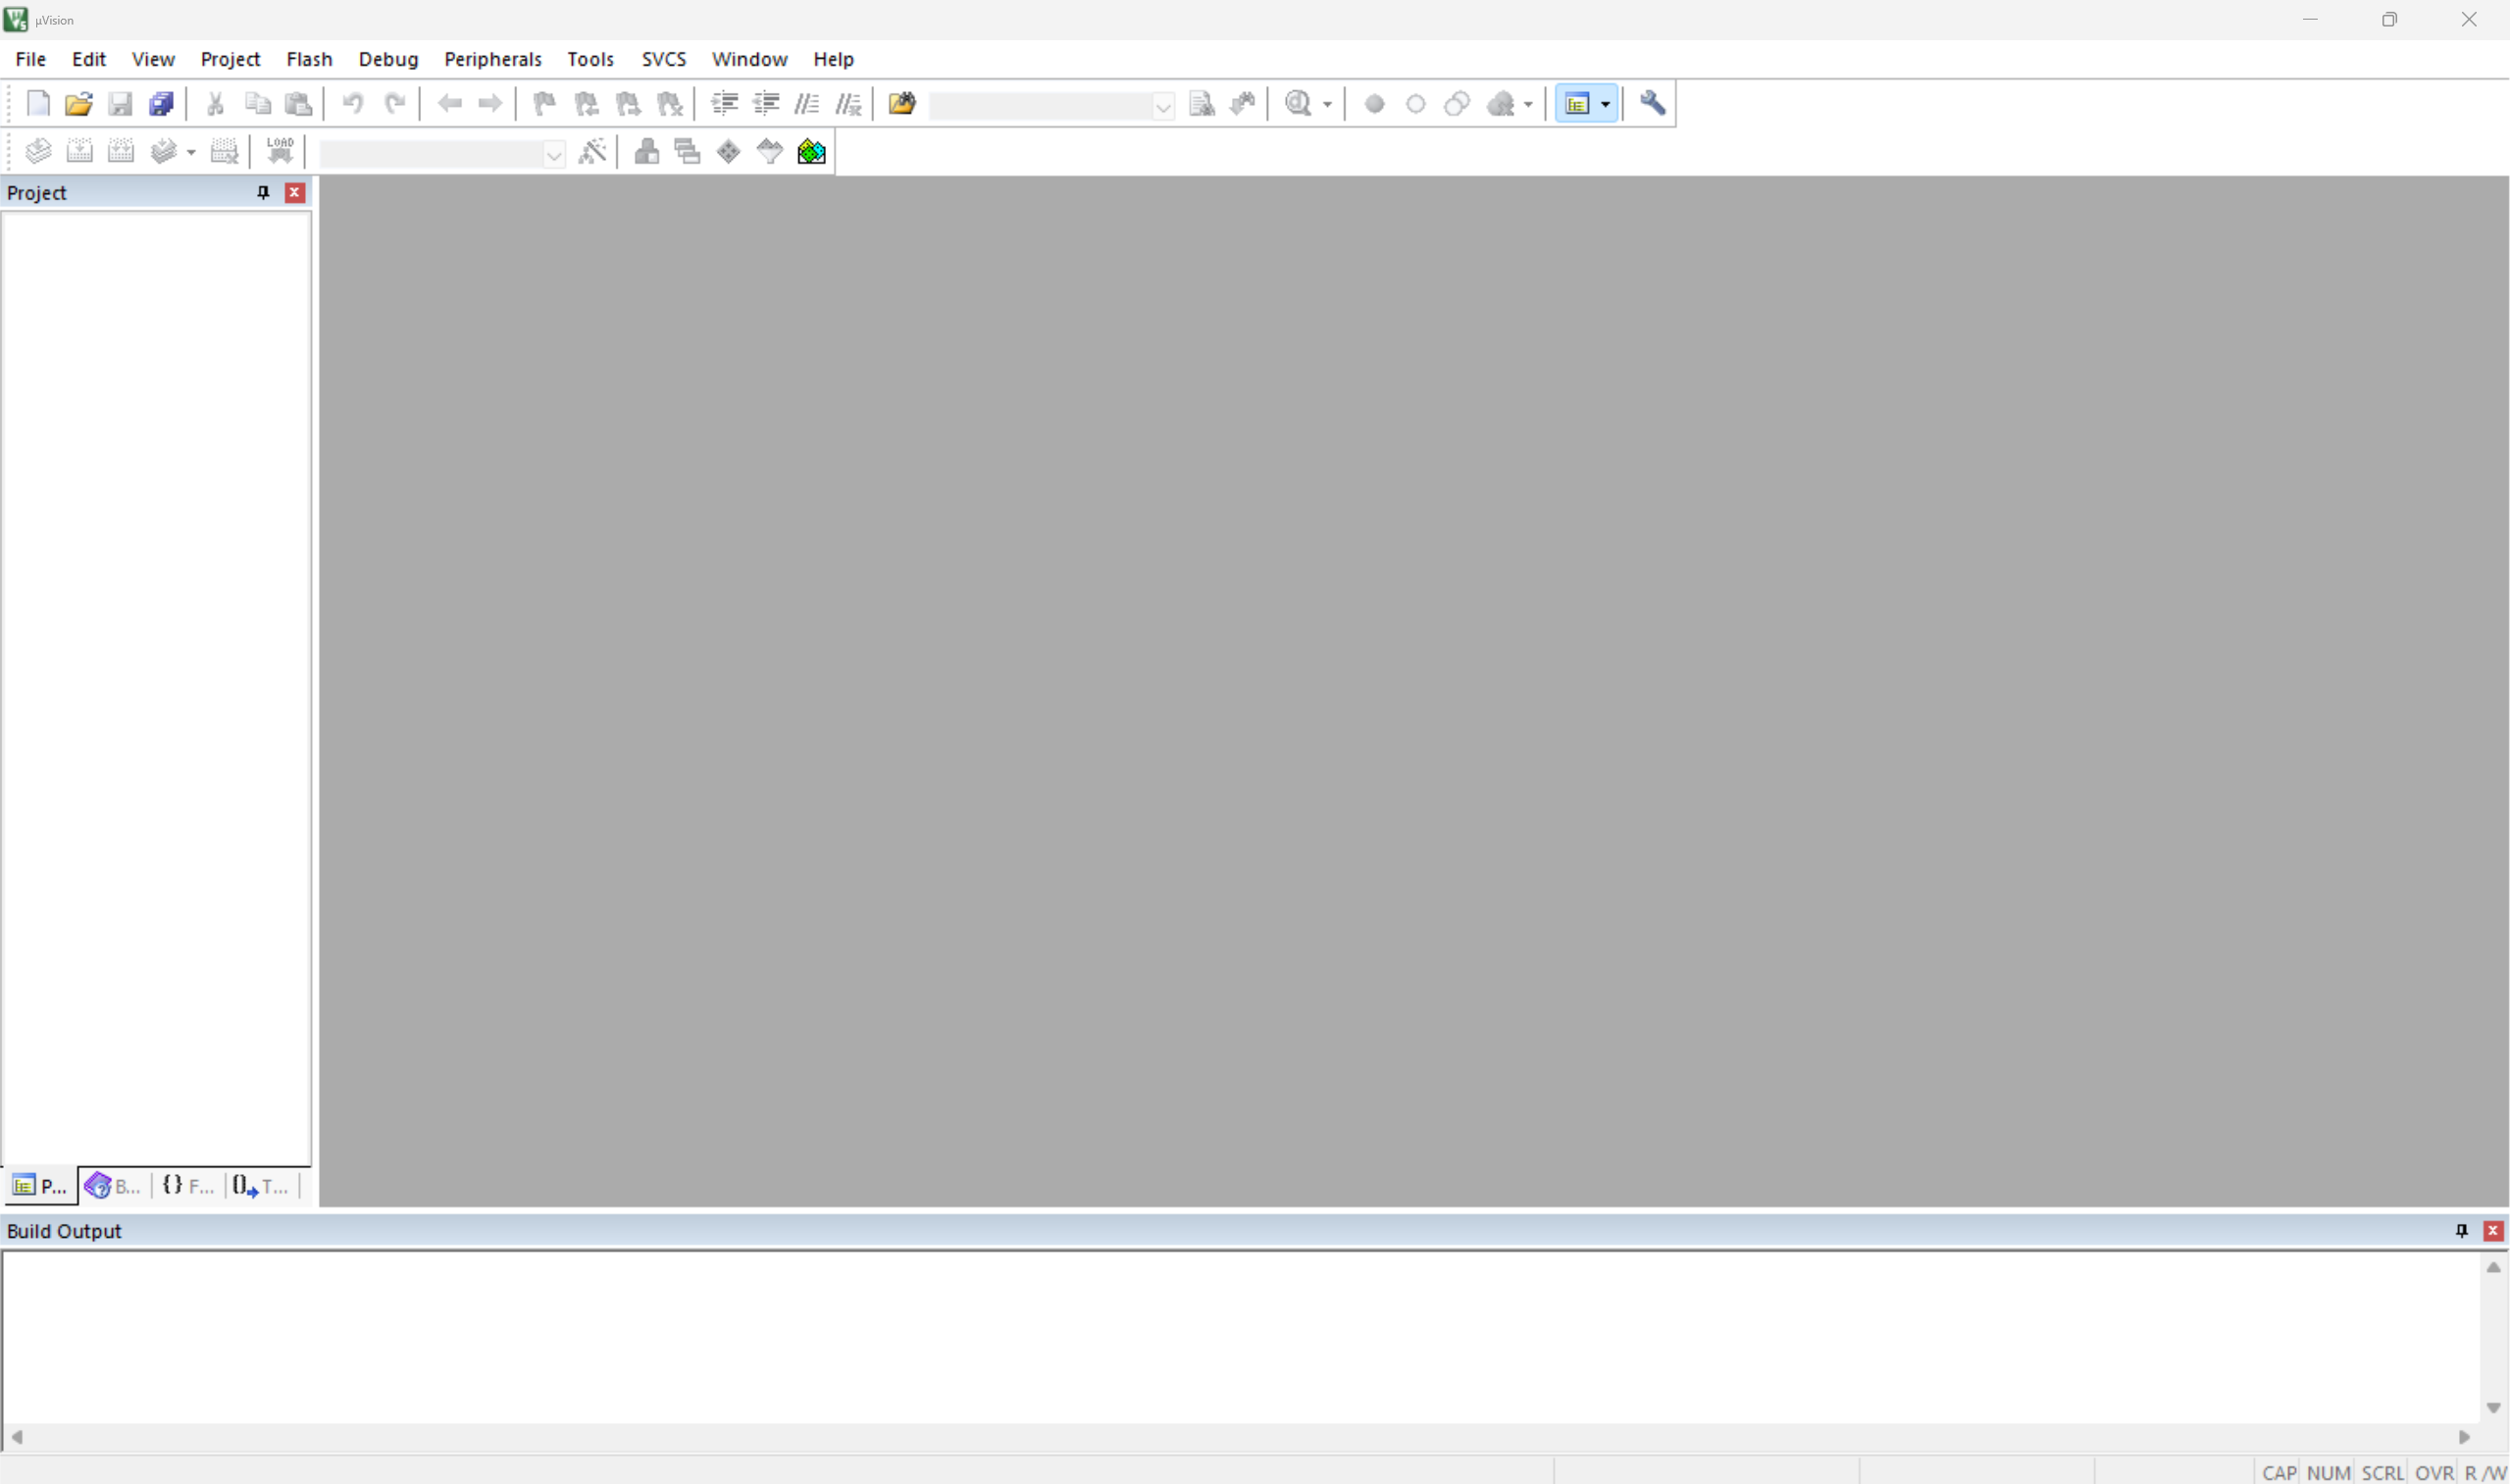 µVision
File Edit View Project Flash Debug Peripherals Tools SVCS Window Help
LOAD
Project
P... B... {} F... 0 T...
Build Output
CAP NUM SCRL OVR R/W